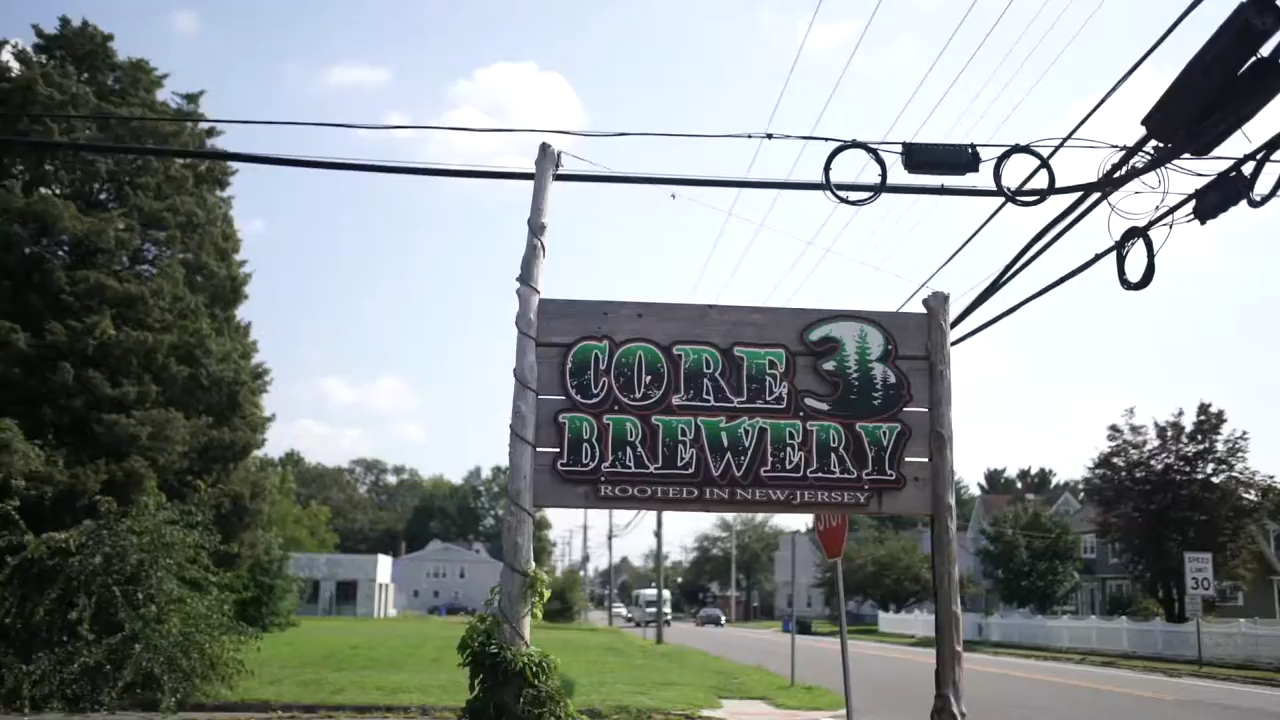 CORE 3
BREWERY
ROOTED IN NEW JERSEY
STOP
SPEED
LIMIT
30